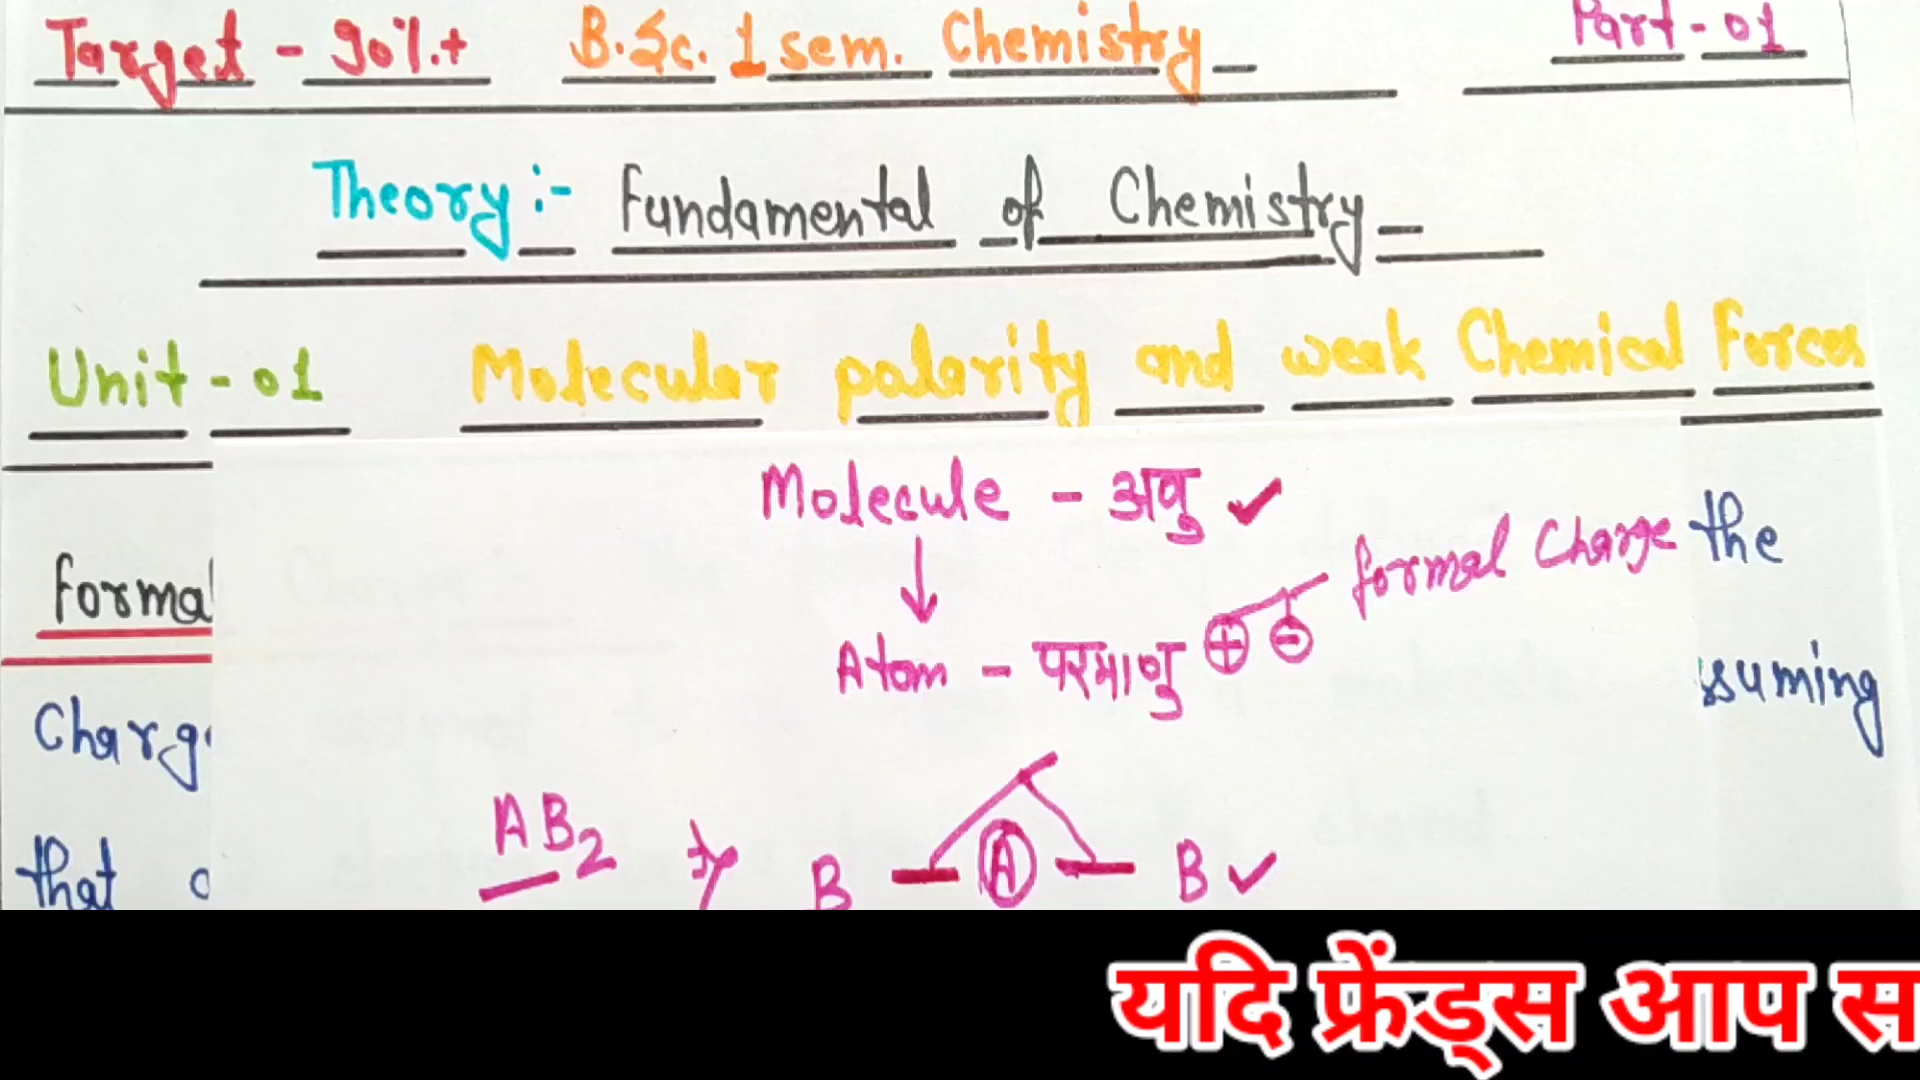 Target - 90%+ B.Sc. 1 sem. Chemistry Part-01
Theory:- Fundamental of Chemistry
Unit-01 Molecular polarity and weak Chemical Forces
Molecule - अणु
formal Charge the
Formal
Atom - परमाणु + -
suming
Charge
AB2 ⇒ B - A - B
that
यदि फ्रेंड्स आप स